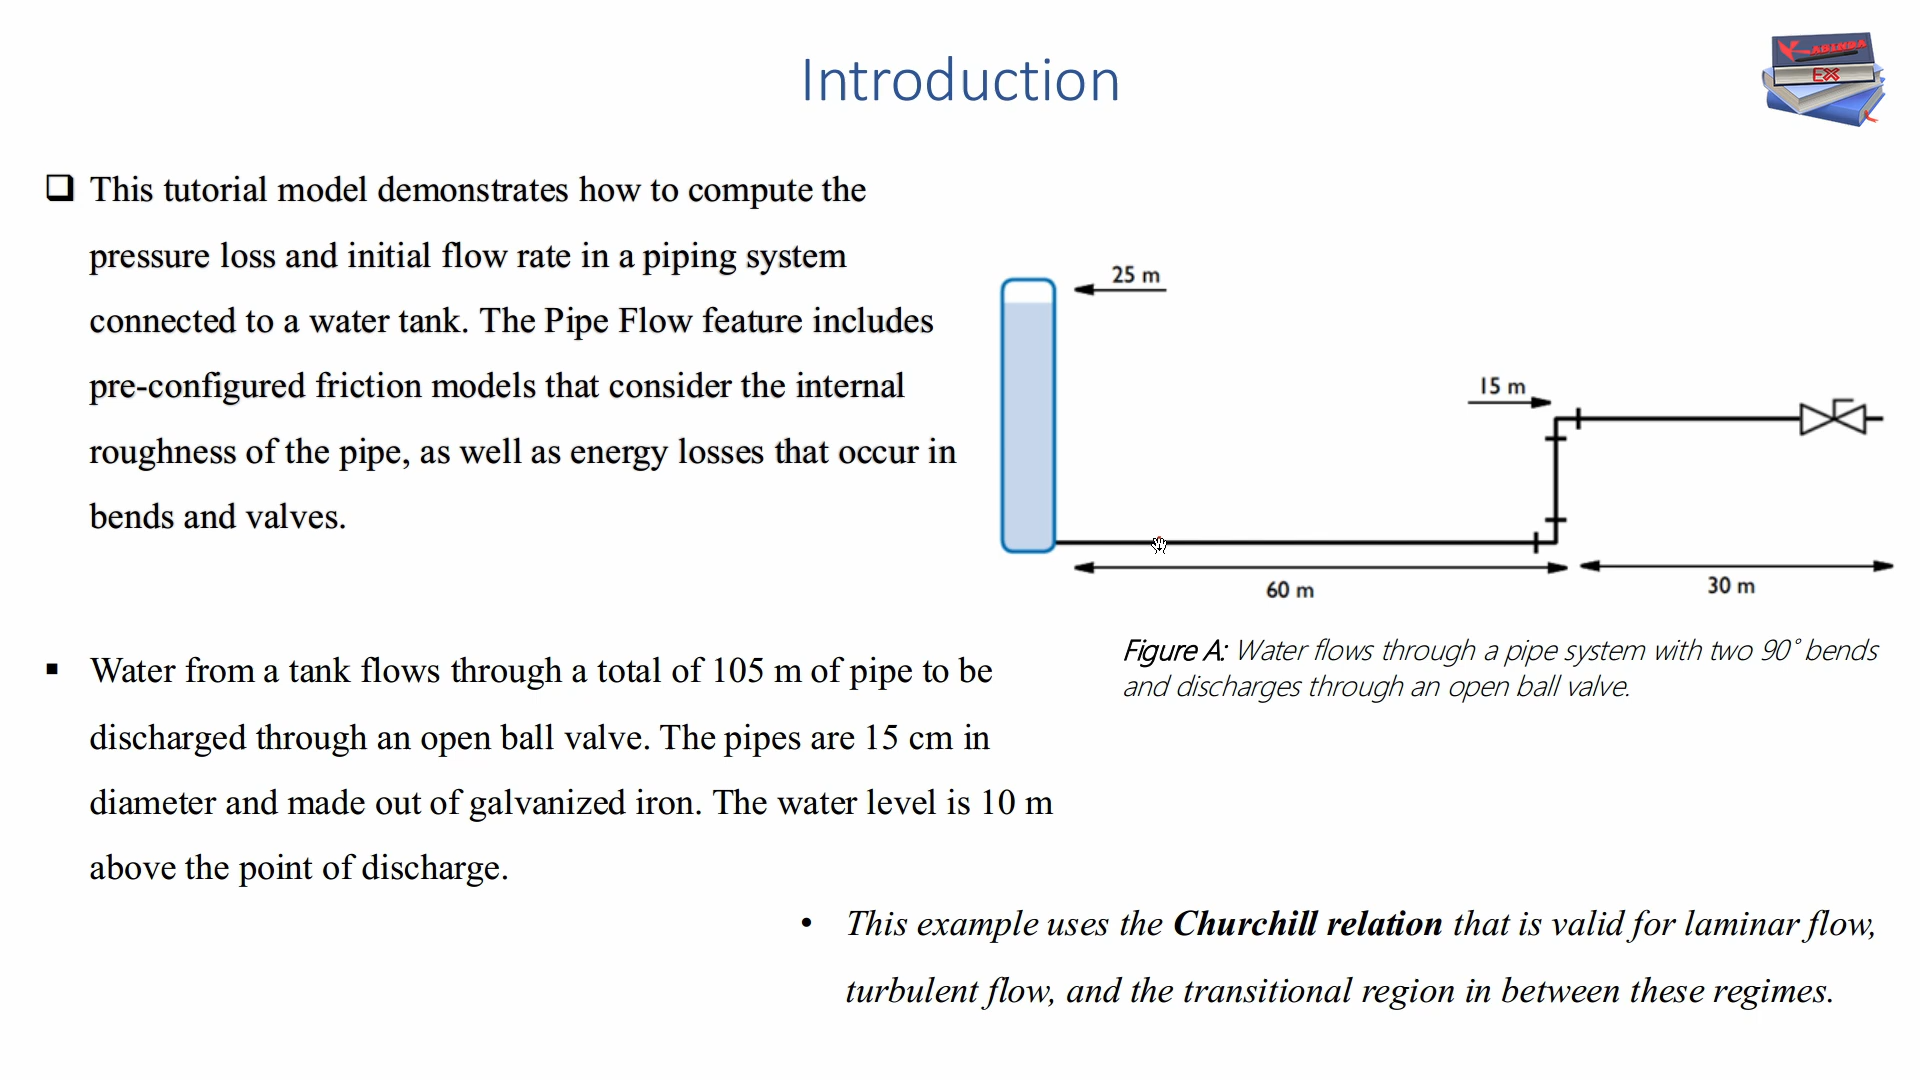 Introduction
KABINDA
EX
This tutorial model demonstrates how to compute the
pressure loss and initial flow rate in a piping system
connected to a water tank. The Pipe Flow feature includes
pre-configured friction models that consider the internal
roughness of the pipe, as well as energy losses that occur in
bends and valves.
25 m
15 m
60 m
30 m
Figure A: Water flows through a pipe system with two 90˚ bends
and discharges through an open ball valve.
▪ Water from a tank flows through a total of 105 m of pipe to be
discharged through an open ball valve. The pipes are 15 cm in
diameter and made out of galvanized iron. The water level is 10 m
above the point of discharge.
• This example uses the Churchill relation that is valid for laminar flow,
turbulent flow, and the transitional region in between these regimes.